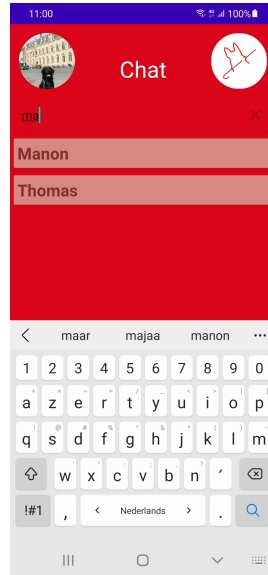 11:00 100%
Chat
ma
Manon
Thomas
maar majaa manon
1 2 3 4 5 6 7 8 9 0
a z e r t y u i o p
q s d f g h j k l m
w x c v b n ´
!#1 , Nederlands .